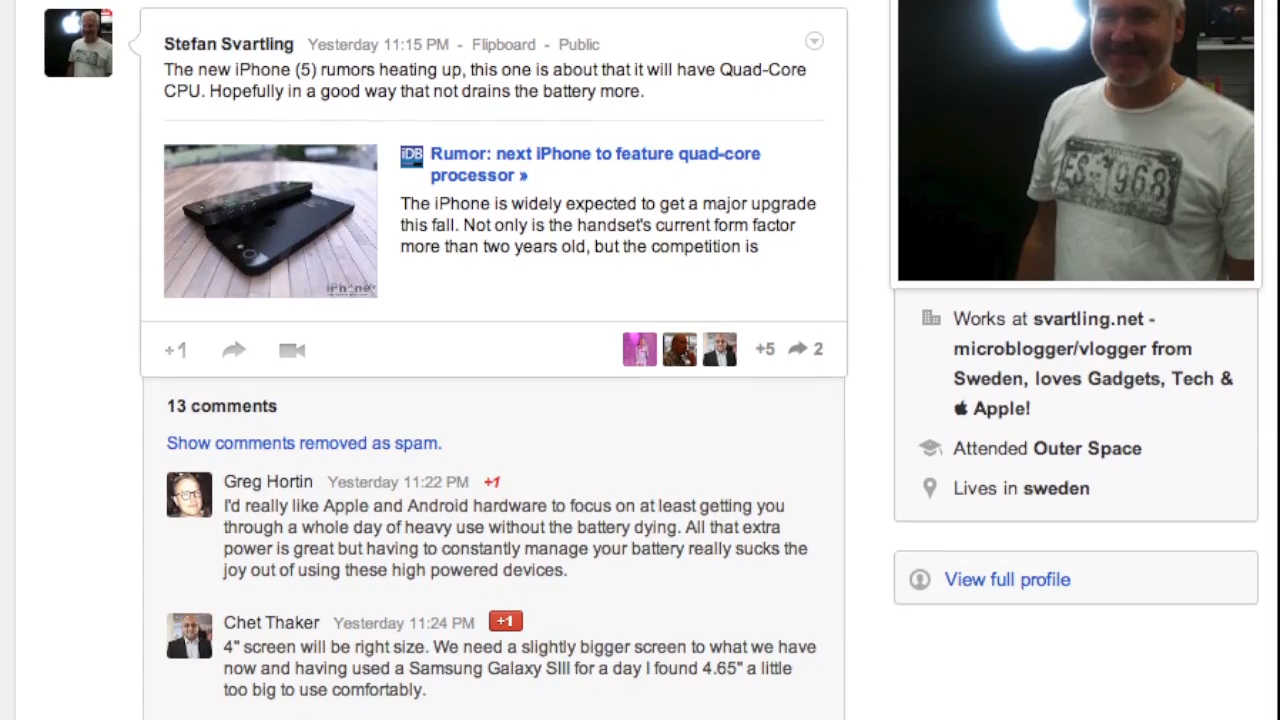 Stefan Svartling Yesterday 11:15 PM - Flipboard - Public
The new iPhone (5) rumors heating up, this one is about that it will have Quad-Core
CPU. Hopefully in a good way that not drains the battery more.
iDB Rumor: next iPhone to feature quad-core
processor »
The iPhone is widely expected to get a major upgrade
this fall. Not only is the handset's current form factor
more than two years old, but the competition is
+1
+5 2
13 comments
Show comments removed as spam.
Greg Hortin Yesterday 11:22 PM +1
I'd really like Apple and Android hardware to focus on at least getting you
through a whole day of heavy use without the battery dying. All that extra
power is great but having to constantly manage your battery really sucks the
joy out of using these high powered devices.
Chet Thaker Yesterday 11:24 PM +1
4" screen will be right size. We need a slightly bigger screen to what we have
now and having used a Samsung Galaxy SIII for a day I found 4.65" a little
too big to use comfortably.
1968
Works at svartling.net -
microblogger/vlogger from
Sweden, loves Gadgets, Tech &
Apple!
Attended Outer Space
Lives in sweden
View full profile